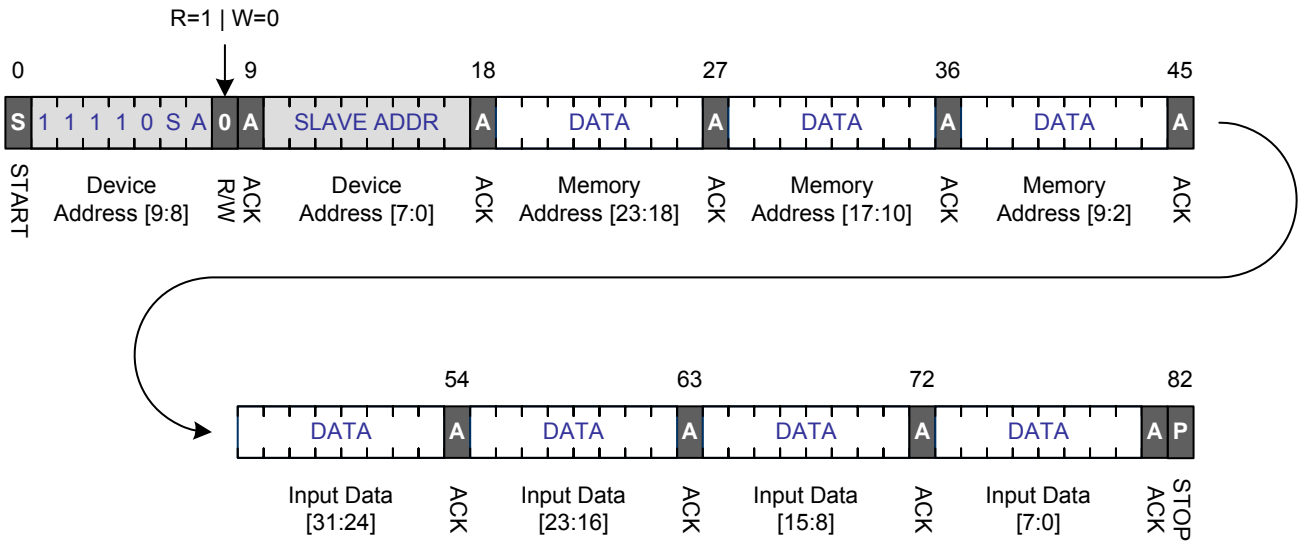 R=1 | W=0
0 9 18 27 36 45
S 1 1 1 1 0 S A 0 A SLAVE ADDR A DATA A DATA A DATA A
START Device Address [9:8] R/W ACK Device Address [7:0] ACK Memory Address [23:18] ACK Memory Address [17:10] ACK Memory Address [9:2] ACK
54 63 72 82
DATA A DATA A DATA A DATA A P
Input Data [31:24] ACK Input Data [23:16] ACK Input Data [15:8] ACK Input Data [7:0] ACK STOP